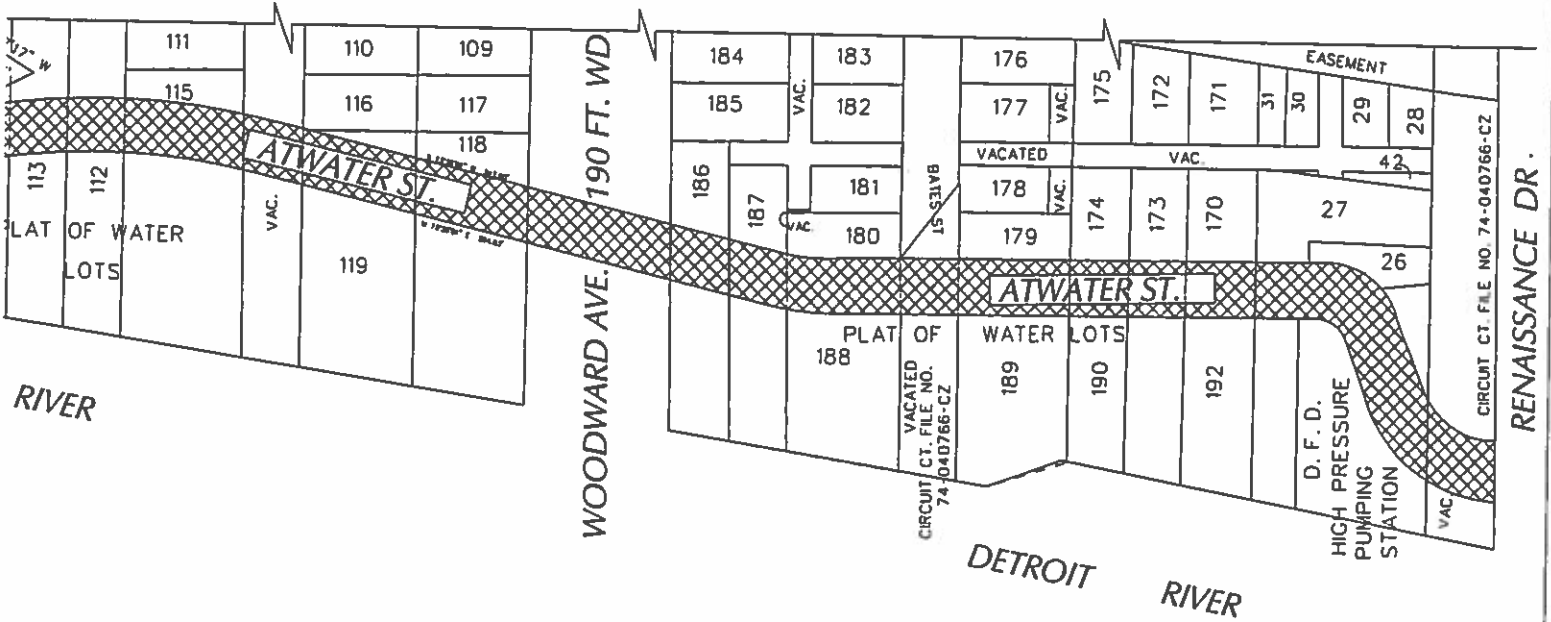 111
110
109
190 FT. WD
184
VAC.
183
176
175
172
171
31
30
EASEMENT
29
28
115
116
117
118
185
182
177
VAC.
VACATED
VAC.
42
CIRCUIT CT. FILE NO. 74-040766-CZ
RENAISSANCE DR.
ATWATER ST.
113
112
VAC.
186
187
VAC.
181
180
BATES ST
178
VAC.
179
174
173
170
27
26
PLAT OF WATER
LOTS
119
WOODWARD AVE.
ATWATER ST.
PLAT OF WATER LOTS
188
VACATED
CIRCUIT CT. FILE NO.
74-040766-CZ
189
190
192
D. F. D.
HIGH PRESSURE
PUMPING
STATION
VAC.
RIVER
DETROIT RIVER